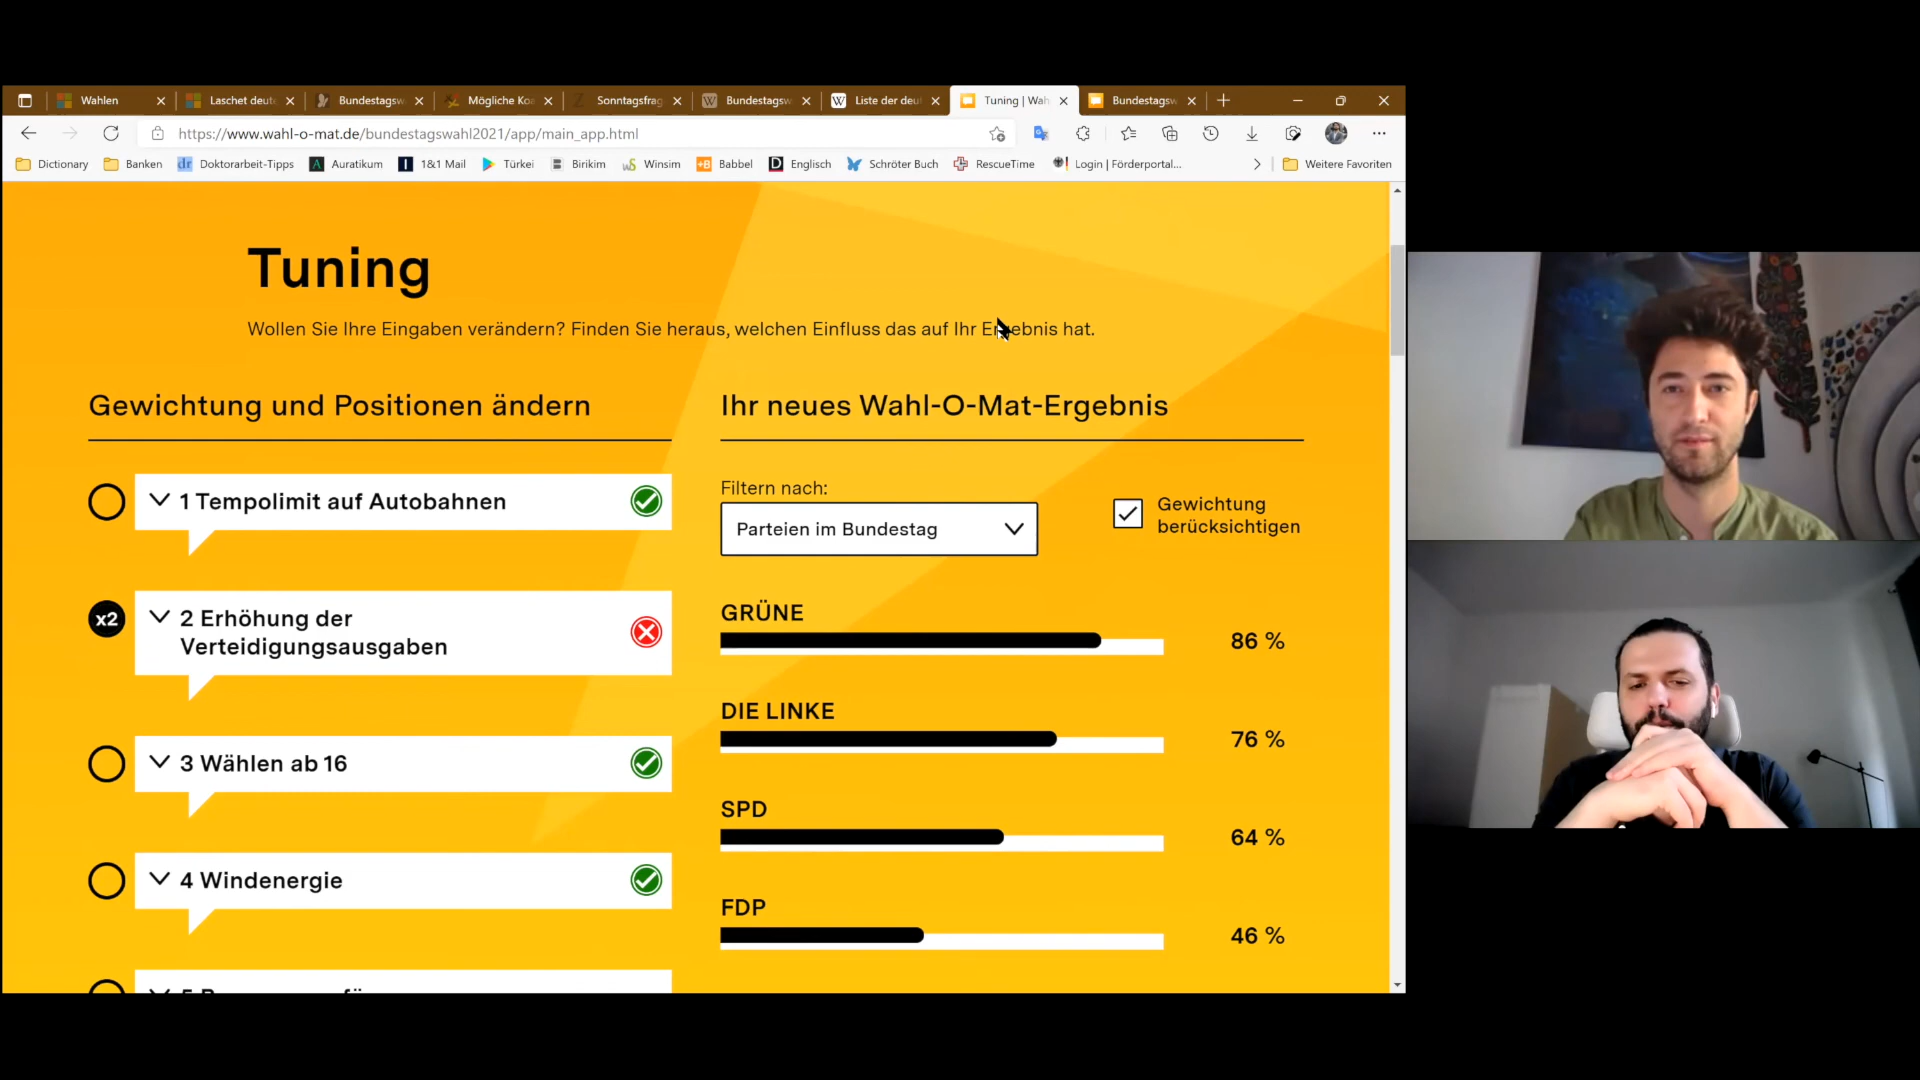 Wahlen
Laschet deut
Bundestagsw
Mögliche Ko
Sonntagsfrag
Bundestagsw
Liste der deu
Tuning | Wah
Bundestagsw
https://www.wahl-o-mat.de/bundestagswahl2021/app/main_app.html
Dictionary
Banken
dr Doktorarbeit-Tipps
A Auratikum
1&1 Mail
Türkei
Birikim
Winsim
+B Babbel
D Englisch
Schröter Buch
RescueTime
Login | Förderportal...
Weitere Favoriten
Tuning
Wollen Sie Ihre Eingaben verändern? Finden Sie heraus, welchen Einfluss das auf Ihr Ergebnis hat.
Gewichtung und Positionen ändern
1 Tempolimit auf Autobahnen
x2
2 Erhöhung der
Verteidigungsausgaben
3 Wählen ab 16
4 Windenergie
Ihr neues Wahl-O-Mat-Ergebnis
Filtern nach:
Parteien im Bundestag
Gewichtung
berücksichtigen
GRÜNE
86 %
DIE LINKE
76 %
SPD
64 %
FDP
46 %